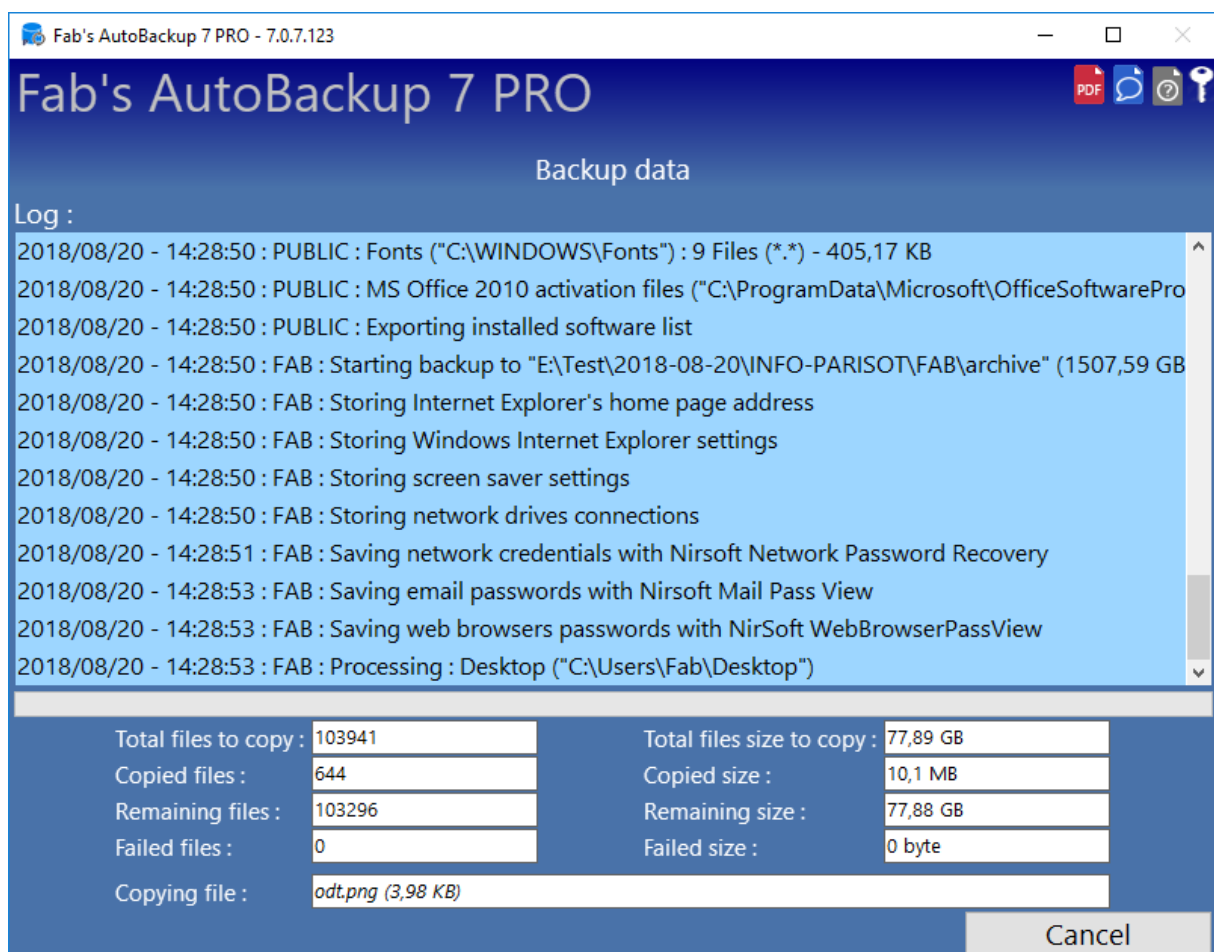 Fab's AutoBackup 7 PRO - 7.0.7.123
Fab's AutoBackup 7 PRO
PDF
Backup data
Log :
2018/08/20 - 14:28:50 : PUBLIC : Fonts ("C:\WINDOWS\Fonts") : 9 Files (*.*) - 405,17 KB
2018/08/20 - 14:28:50 : PUBLIC : MS Office 2010 activation files ("C:\ProgramData\Microsoft\OfficeSoftwarePro
2018/08/20 - 14:28:50 : PUBLIC : Exporting installed software list
2018/08/20 - 14:28:50 : FAB : Starting backup to "E:\Test\2018-08-20\INFO-PARISOT\FAB\archive" (1507,59 GB
2018/08/20 - 14:28:50 : FAB : Storing Internet Explorer's home page address
2018/08/20 - 14:28:50 : FAB : Storing Windows Internet Explorer settings
2018/08/20 - 14:28:50 : FAB : Storing screen saver settings
2018/08/20 - 14:28:50 : FAB : Storing network drives connections
2018/08/20 - 14:28:51 : FAB : Saving network credentials with Nirsoft Network Password Recovery
2018/08/20 - 14:28:53 : FAB : Saving email passwords with Nirsoft Mail Pass View
2018/08/20 - 14:28:53 : FAB : Saving web browsers passwords with NirSoft WebBrowserPassView
2018/08/20 - 14:28:53 : FAB : Processing : Desktop ("C:\Users\Fab\Desktop")
Total files to copy : 103941 Total files size to copy : 77,89 GB
Copied files : 644 Copied size : 10,1 MB
Remaining files : 103296 Remaining size : 77,88 GB
Failed files : 0 Failed size : 0 byte
Copying file : odt.png (3,98 KB)
Cancel